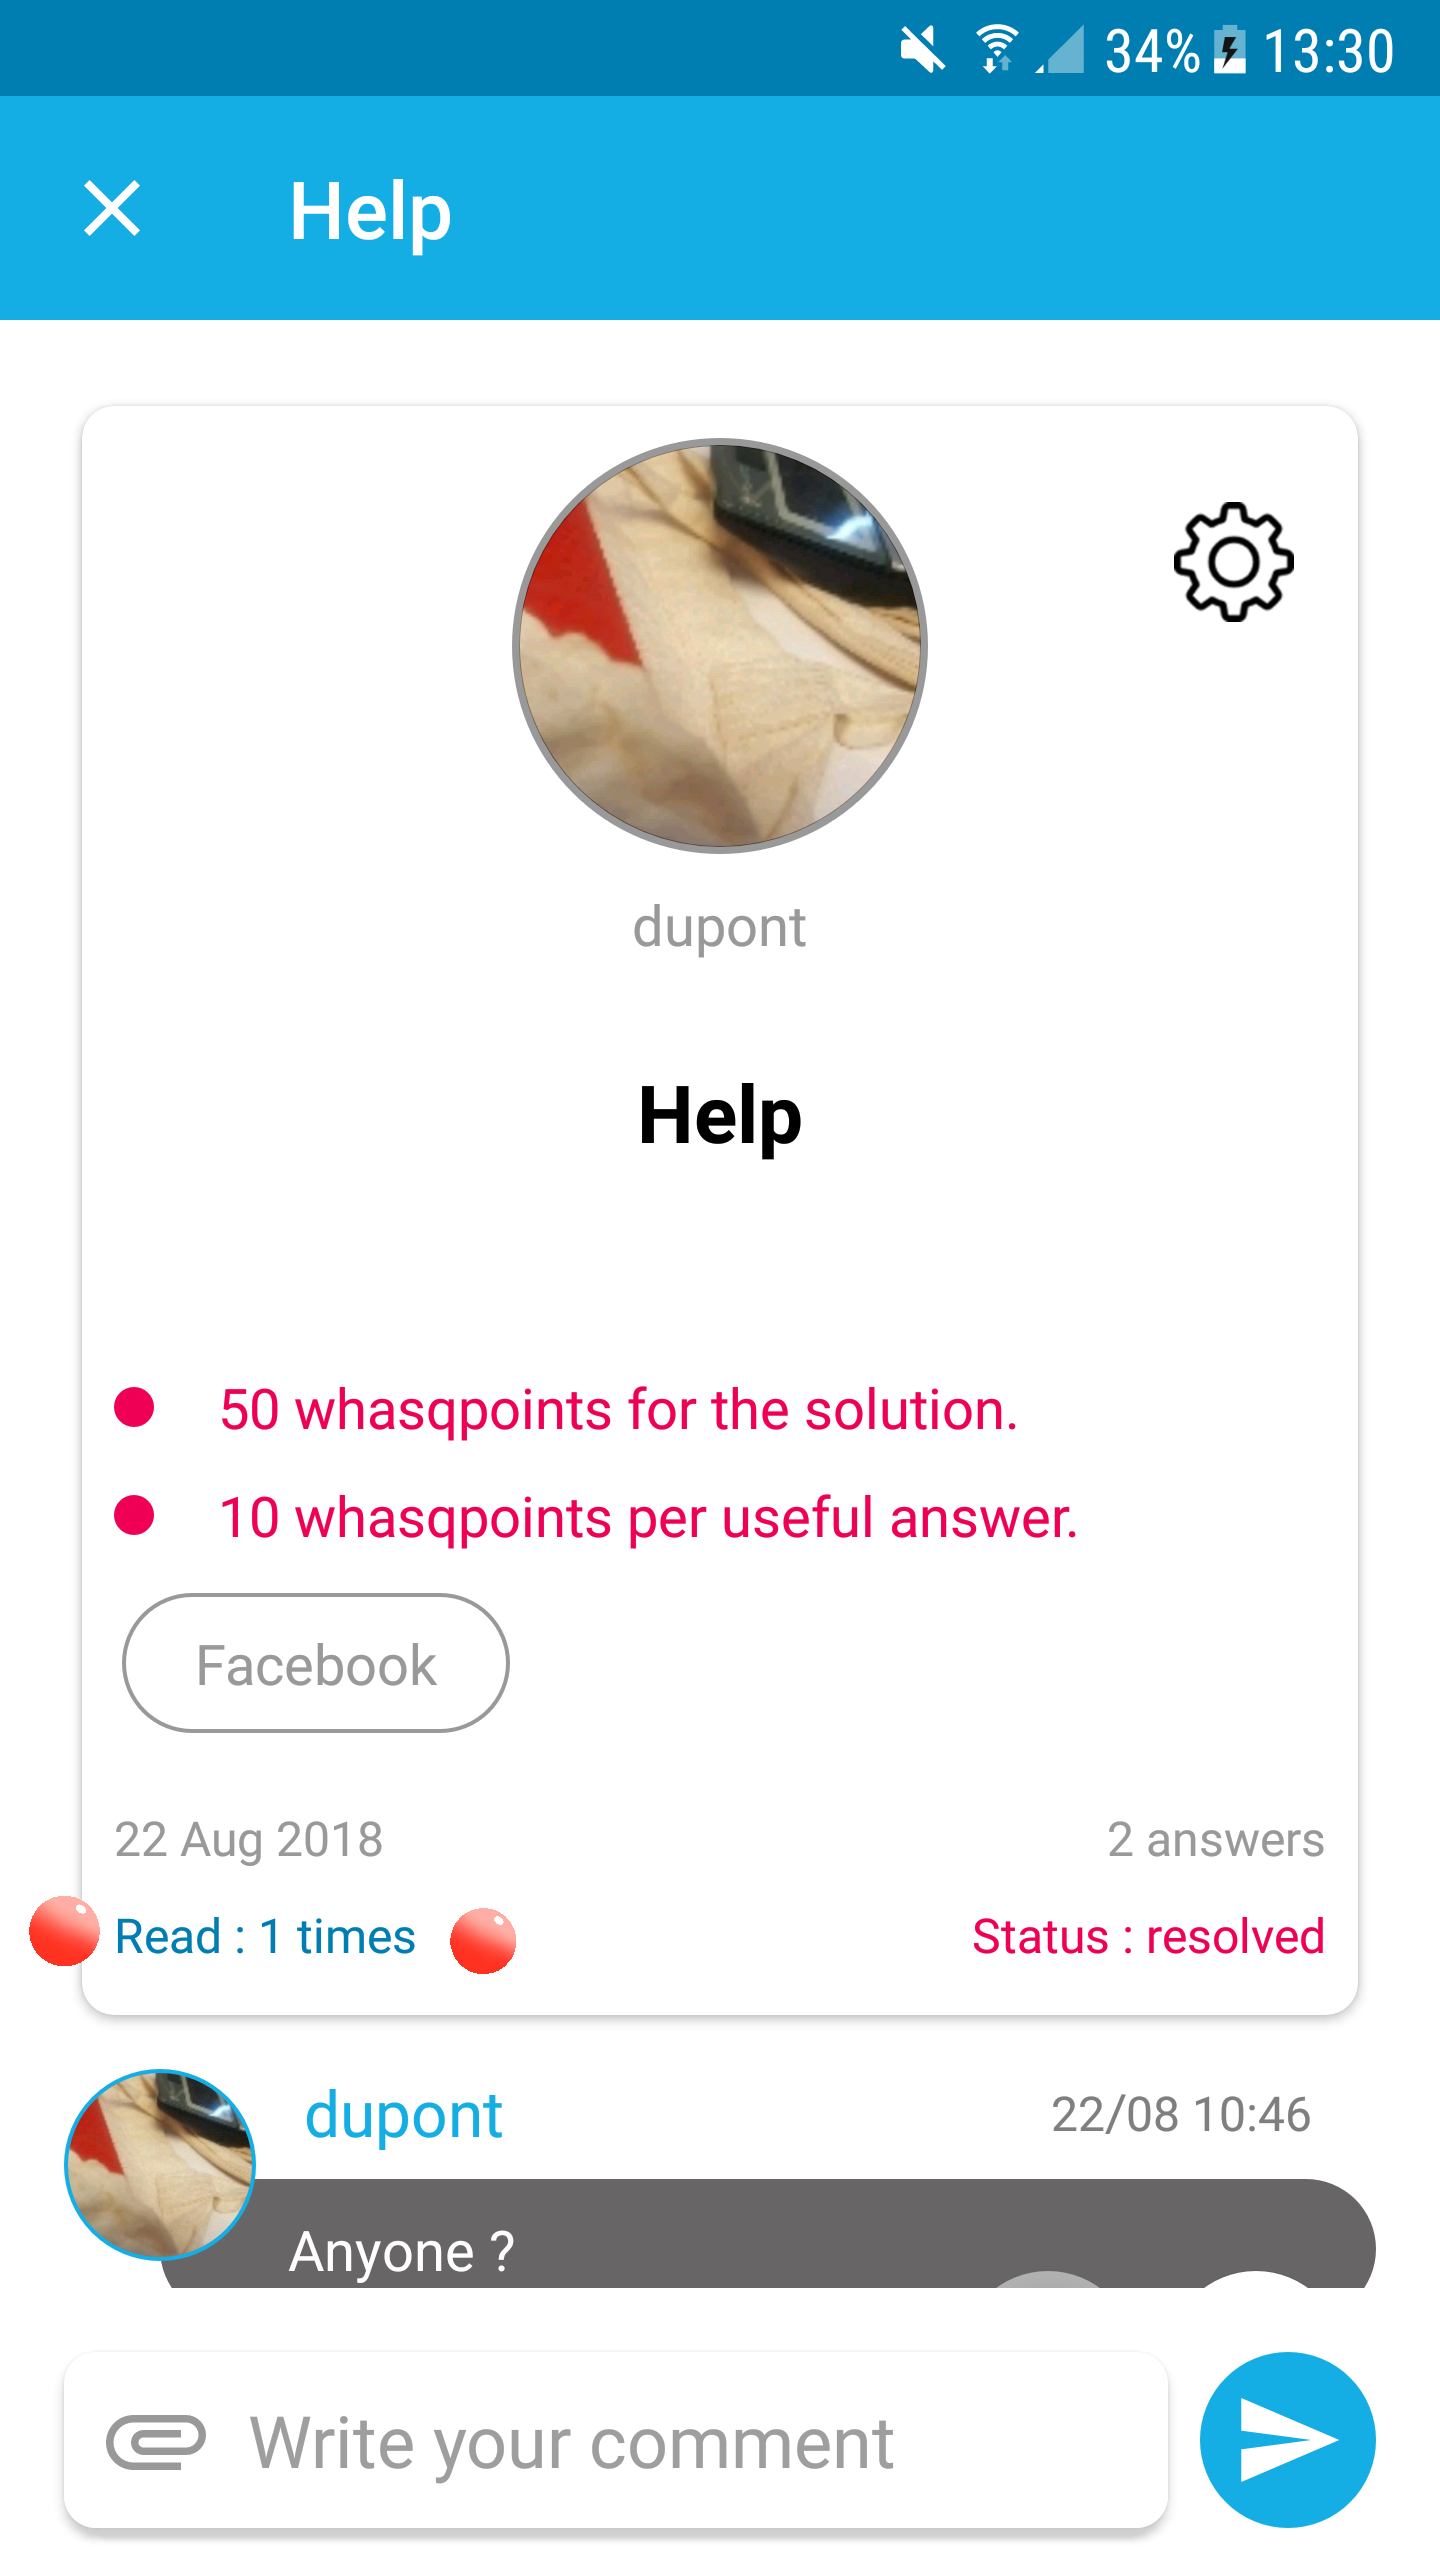 34% 13:30
Help
dupont
Help
50 whasqpoints for the solution.
10 whasqpoints per useful answer.
Facebook
22 Aug 2018 2 answers
Read : 1 times Status : resolved
dupont 22/08 10:46
Anyone ?
Write your comment